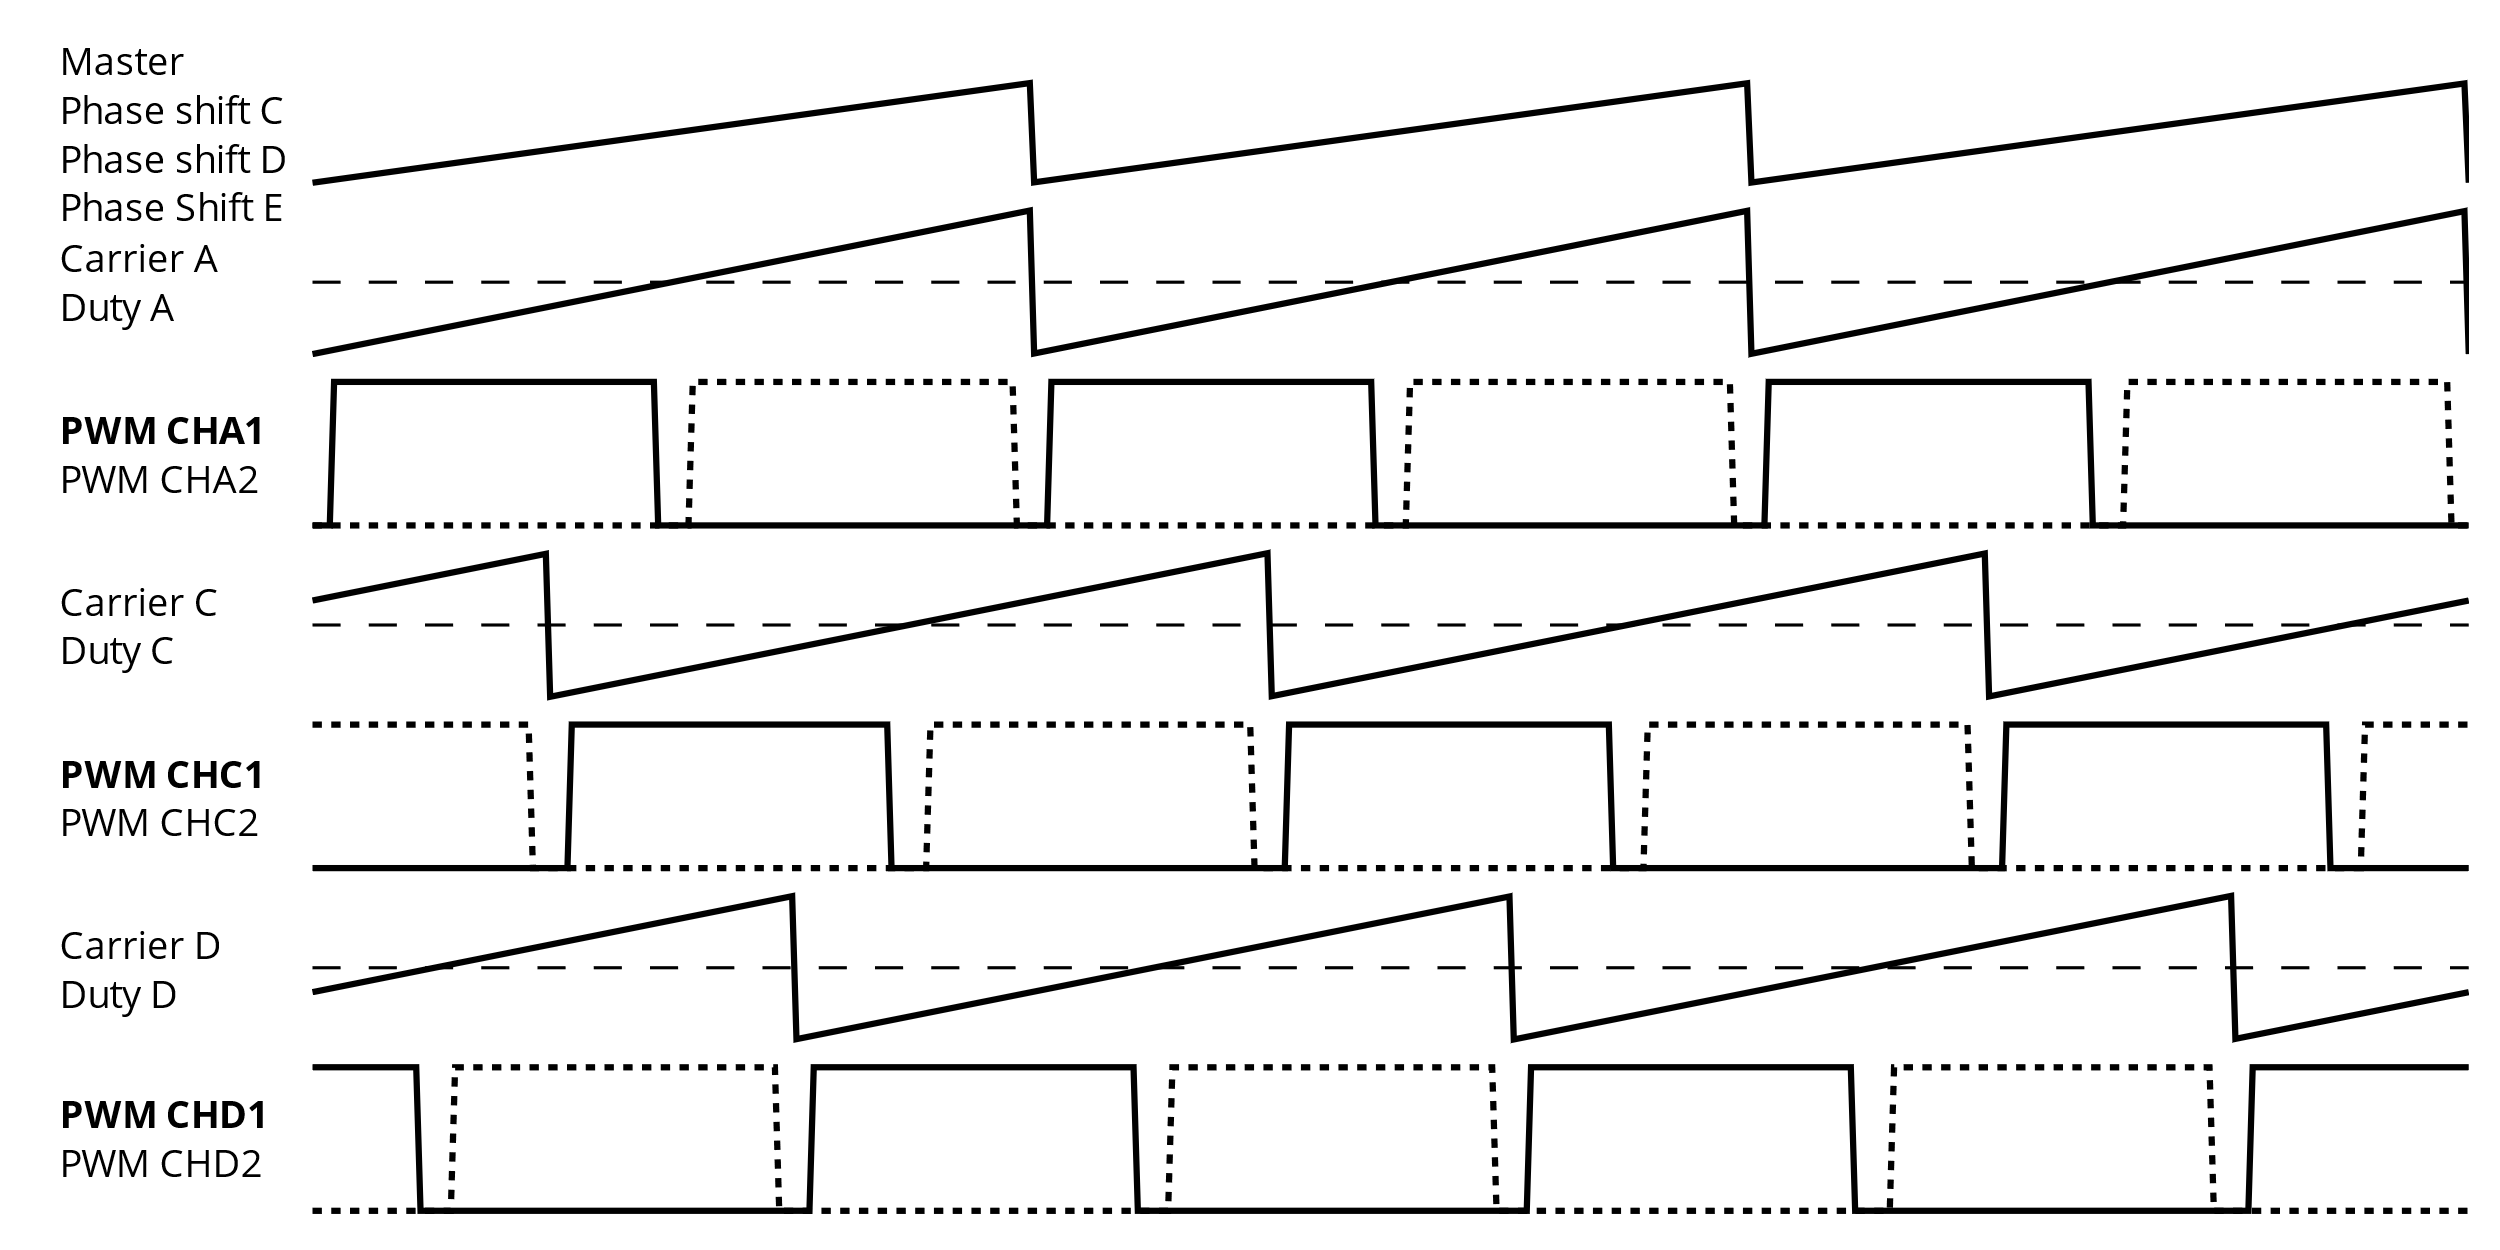 Master
Phase shift C
Phase shift D
Phase Shift E
Carrier A
Duty A
PWM CHA1
PWM CHA2
Carrier C
Duty C
PWM CHC1
PWM CHC2
Carrier D
Duty D
PWM CHD1
PWM CHD2